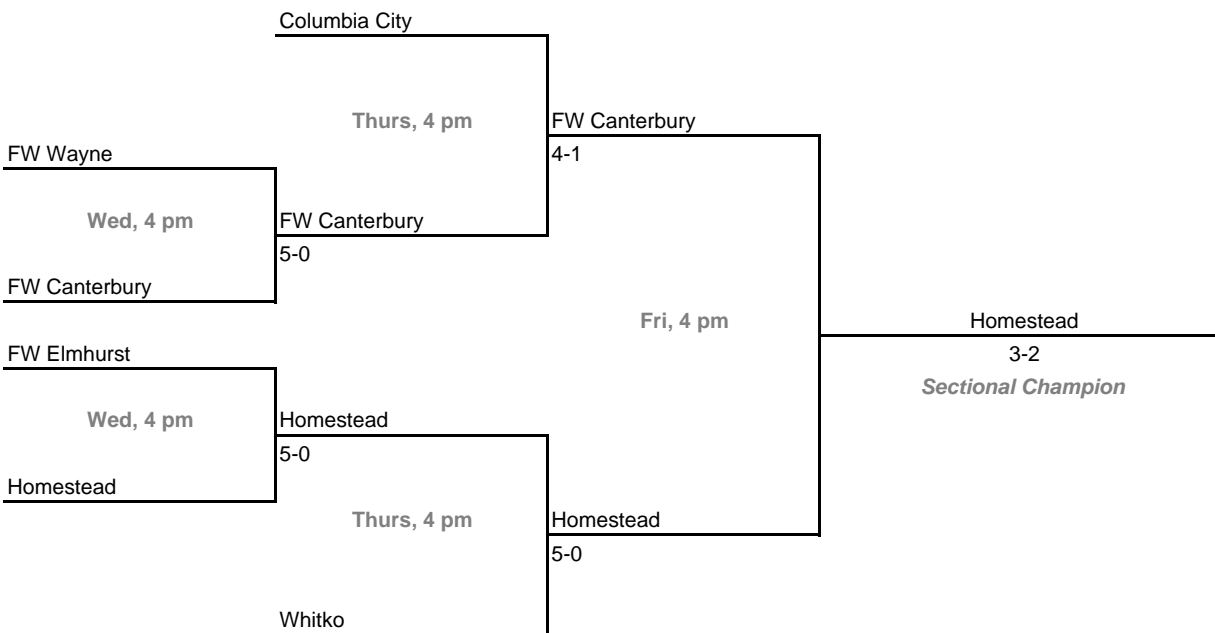 Columbia City
Thurs, 4 pm
FW Canterbury
FW Wayne
4-1
Wed, 4 pm
FW Canterbury
5-0
FW Canterbury
Fri, 4 pm
Homestead
FW Elmhurst
3-2
Sectional Champion
Wed, 4 pm
Homestead
5-0
Homestead
Thurs, 4 pm
Homestead
5-0
Whitko